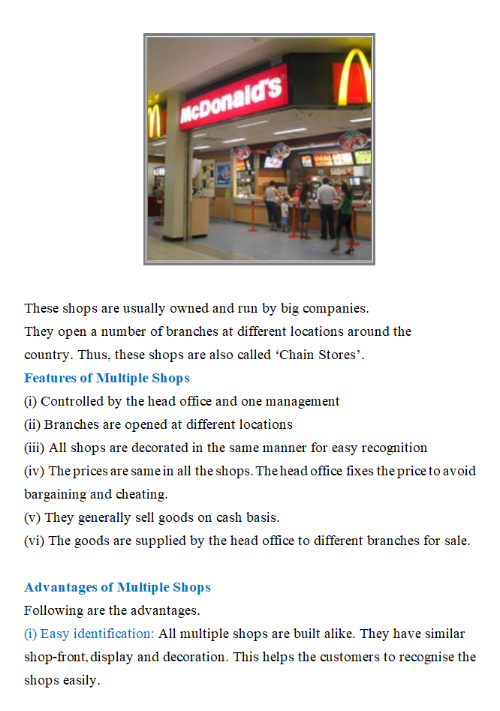 McDonald's
These shops are usually owned and run by big companies.
They open a number of branches at different locations around the
country. Thus, these shops are also called ‘Chain Stores’.
Features of Multiple Shops
(i) Controlled by the head office and one management
(ii) Branches are opened at different locations
(iii) All shops are decorated in the same manner for easy recognition
(iv) The prices are same in all the shops. The head office fixes the price to avoid
bargaining and cheating.
(v) They generally sell goods on cash basis.
(vi) The goods are supplied by the head office to different branches for sale.
Advantages of Multiple Shops
Following are the advantages.
(i) Easy identification: All multiple shops are built alike. They have similar
shop-front, display and decoration. This helps the customers to recognise the
shops easily.